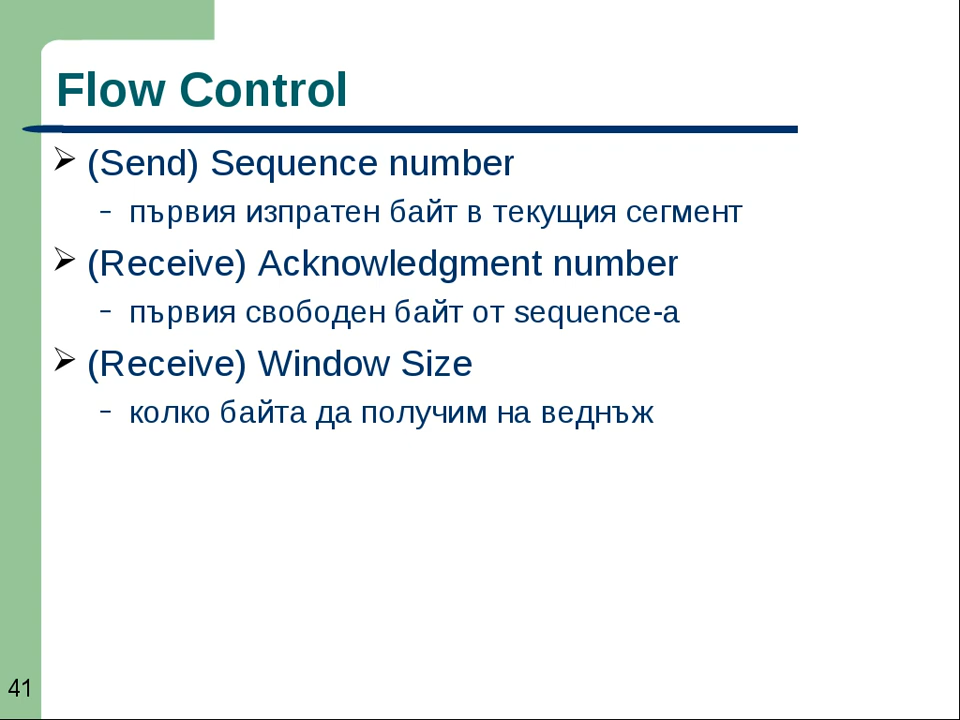 Flow Control
(Send) Sequence number
първия изпратен байт в текущия сегмент
(Receive) Acknowledgment number
първия свободен байт от sequence-а
(Receive) Window Size
колко байта да получим на веднъж
41